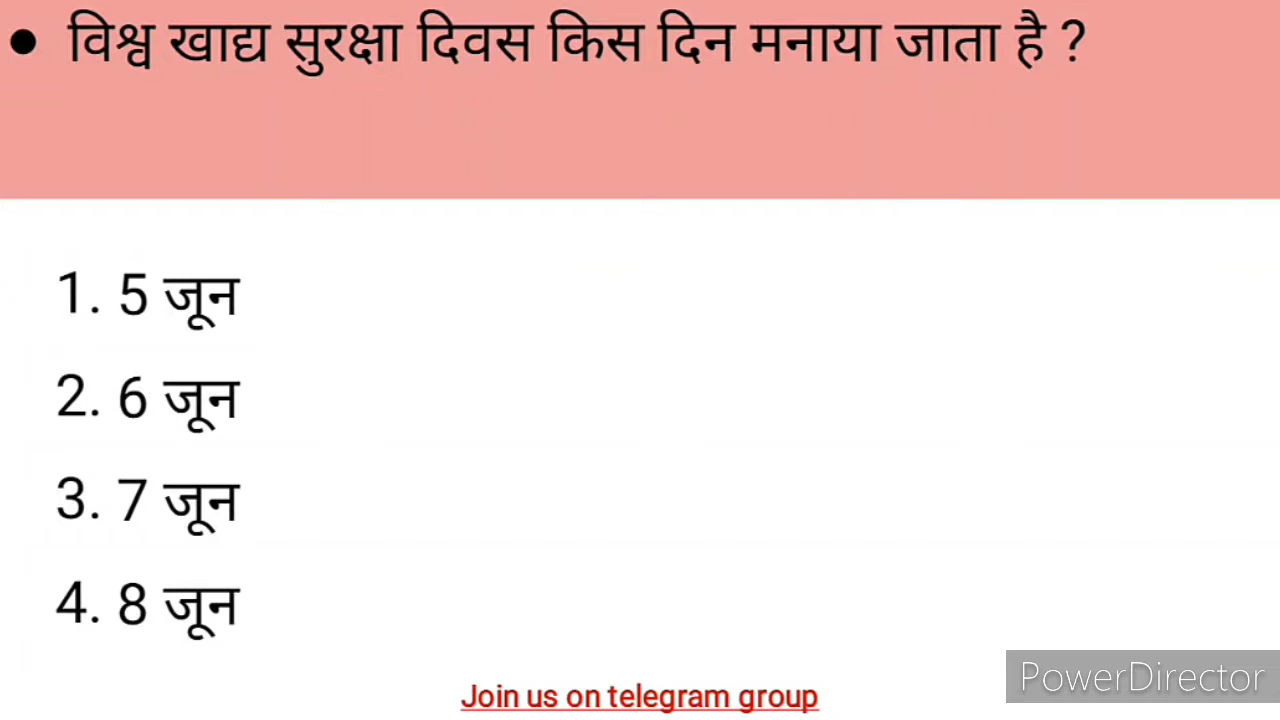 • विश्व खाद्य सुरक्षा दिवस किस दिन मनाया जाता है ?
1. 5 जून
2. 6 जून
3. 7 जून
4. 8 जून
PowerDirector
Join us on telegram group